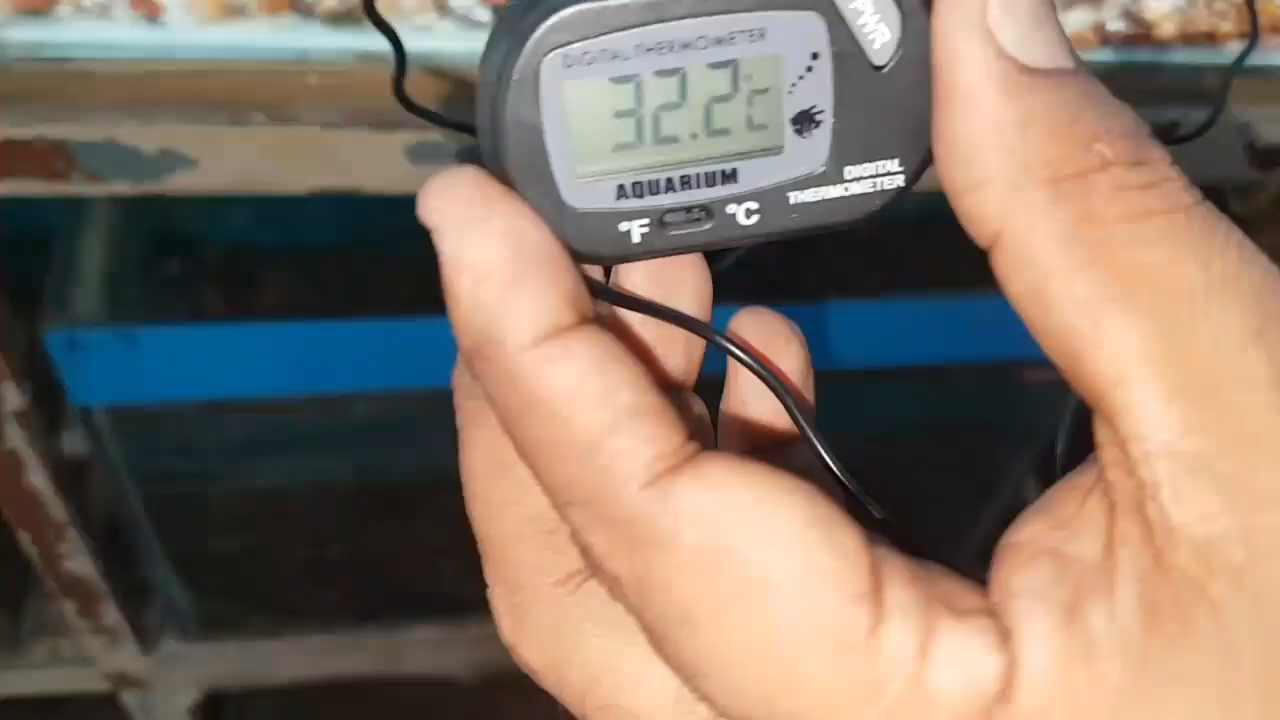 PWR
DIGITAL THERMOMETER
32.2°C
AQUARIUM
DIGITAL
THERMOMETER
°F °C